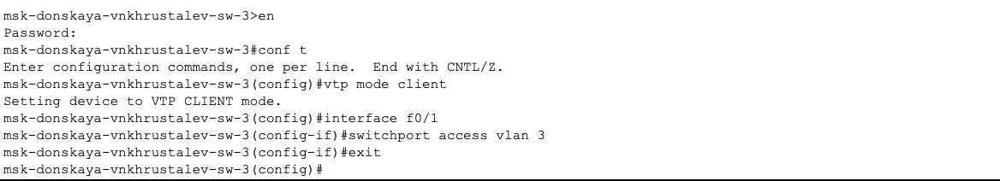 msk-donskaya-vnkhrustalev-sw-3>en
Password:
msk-donskaya-vnkhrustalev-sw-3#conf t
Enter configuration commands, one per line.  End with CNTL/Z.
msk-donskaya-vnkhrustalev-sw-3(config)#vtp mode client
Setting device to VTP CLIENT mode.
msk-donskaya-vnkhrustalev-sw-3(config)#interface f0/1
msk-donskaya-vnkhrustalev-sw-3(config-if)#switchport access vlan 3
msk-donskaya-vnkhrustalev-sw-3(config-if)#exit
msk-donskaya-vnkhrustalev-sw-3(config)#